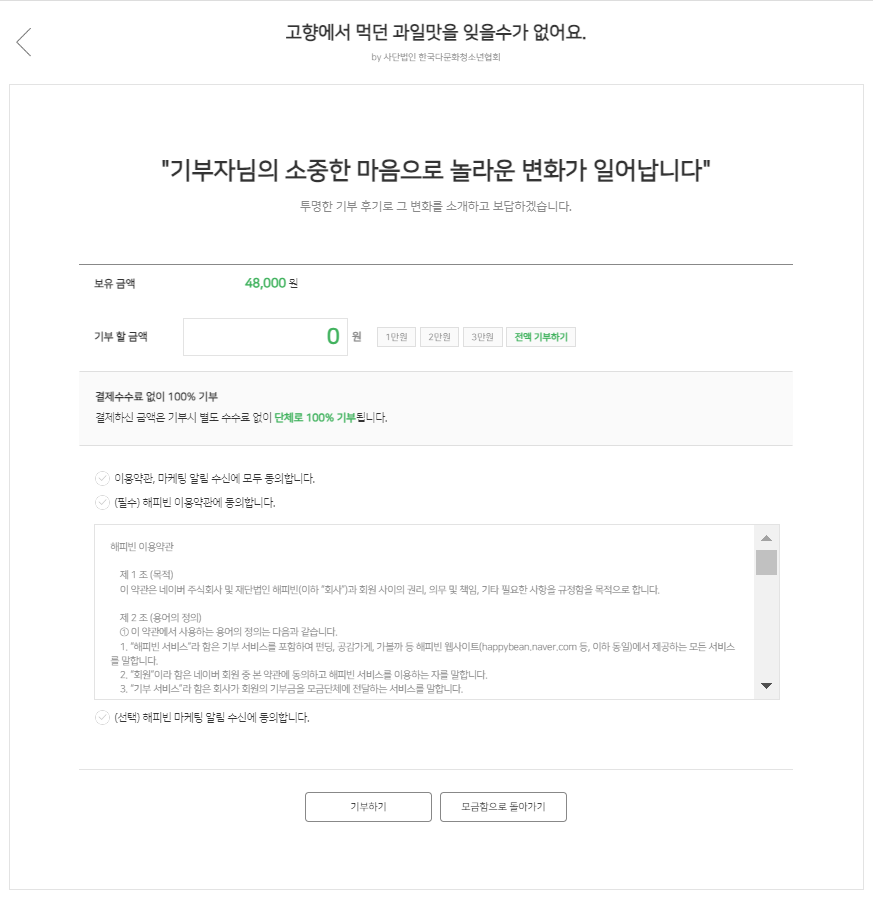 고향에서 먹던 과일맛을 잊을수가 없어요.
by 사단법인 한국다문화청소년협회
"기부자님의 소중한 마음으로 놀라운 변화가 일어납니다"
투명한 기부 후기로 그 변화를 소개하고 보답하겠습니다.
보유 금액 48,000 원
기부 할 금액 0 원 1만원 2만원 3만원 전액 기부하기
결제수수료 없이 100% 기부
결제하신 금액은 기부시 별도 수수료 없이 단체로 100% 기부됩니다.
이용약관, 마케팅 알림 수신에 모두 동의합니다.
(필수) 해피빈 이용약관에 동의합니다.
해피빈 이용약관
제 1 조 (목적)
이 약관은 네이버 주식회사 및 재단법인 해피빈(이하 "회사")과 회원 사이의 권리, 의무 및 책임, 기타 필요한 사항을 규정함을 목적으로 합니다.
제 2 조 (용어의 정의)
① 이 약관에서 사용하는 용어의 정의는 다음과 같습니다.
1. "해피빈 서비스"라 함은 기부 서비스를 포함하여 펀딩, 공감가게, 가볼까 등 해피빈 웹사이트(happybean.naver.com 등, 이하 동일)에서 제공하는 모든 서비스
를 말합니다.
2. "회원"이라 함은 네이버 회원 중 본 약관에 동의하고 해피빈 서비스를 이용하는 자를 말합니다.
3. "기부 서비스"라 함은 회사가 회원의 기부금을 모금단체에 전달하는 서비스를 말합니다.
(선택) 해피빈 마케팅 알림 수신에 동의합니다.
기부하기 모금함으로 돌아가기